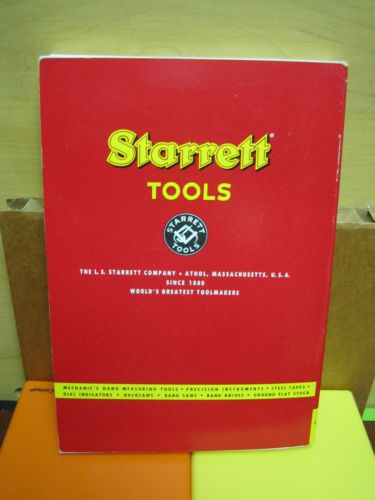 Starrett®
TOOLS
STARRETT
TOOLS
THE L. S. STARRETT COMPANY • ATHOL, MASSACHUSETTS, U. S. A.
SINCE 1880
WORLD'S GREATEST TOOLMAKERS
MECHANIC'S HAND MEASURING TOOLS • PRECISION INSTRUMENTS • STEEL TAPES •
DIAL INDICATORS • HACKSAWS • BAND SAWS • BAND KNIVES • GROUND FLAT STOCK